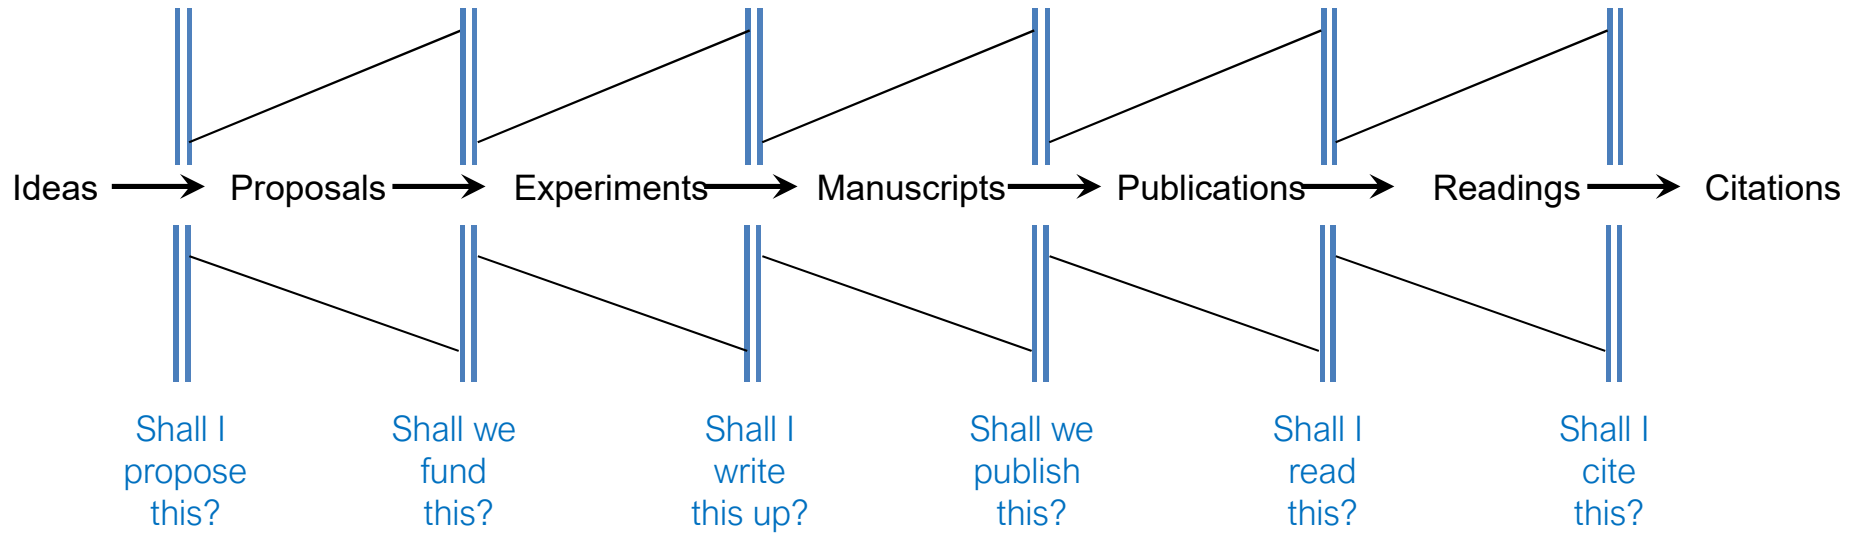 Ideas Proposals Experiments Manuscripts Publications Readings Citations
Shall I
propose
this?
Shall we
fund
this?
Shall I
write
this up?
Shall we
publish
this?
Shall I
read
this?
Shall I
cite
this?